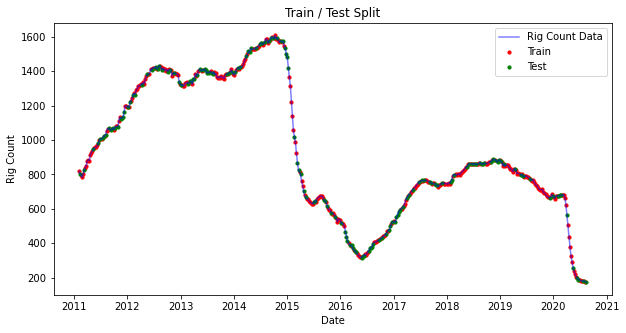 Train / Test Split
Rig Count Data
Train
Test
1600
1400
1200
1000
800
600
400
200
Rig Count
2011 2012 2013 2014 2015 2016 2017 2018 2019 2020 2021
Date